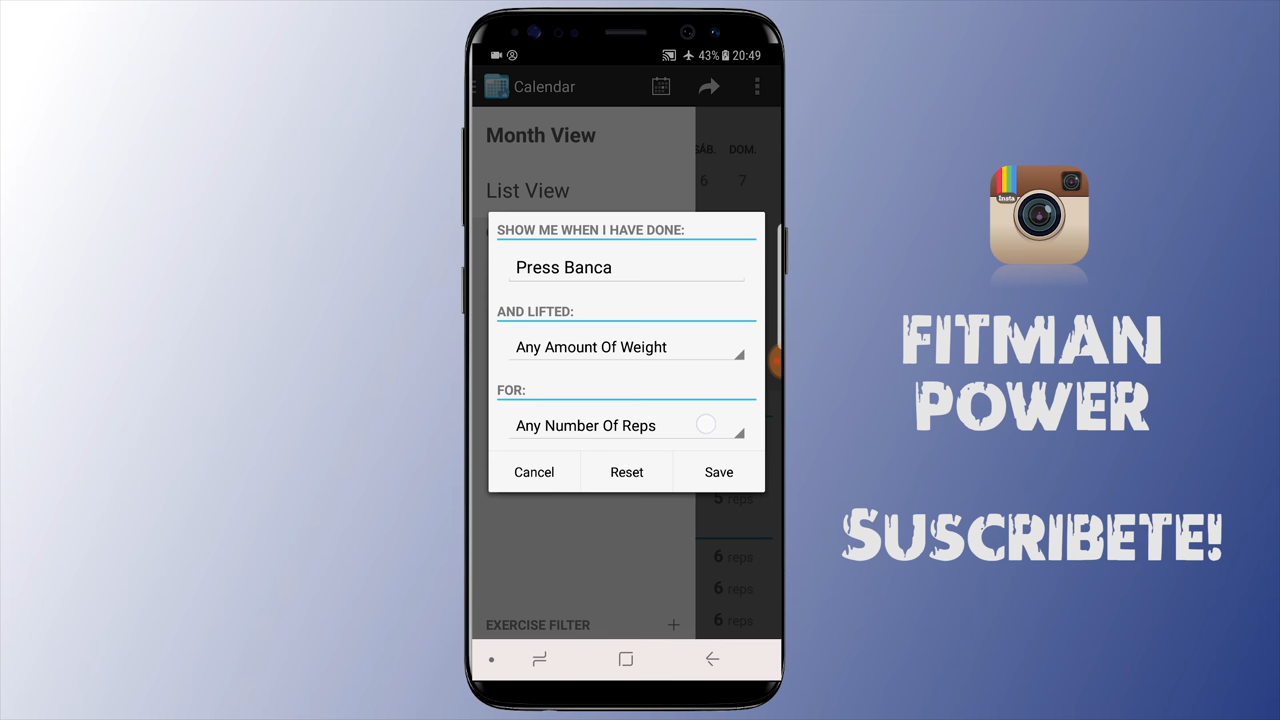 43% 20:49
Calendar
Month View
SÁB. DOM.
6 7
List View
SHOW ME WHEN I HAVE DONE:
Press Banca
AND LIFTED:
Any Amount Of Weight
FOR:
Any Number Of Reps
Cancel Reset Save
5 reps
6 reps
6 reps
6 reps
EXERCISE FILTER +
Insta
FITMAN
POWER
SUSCRIBETE!